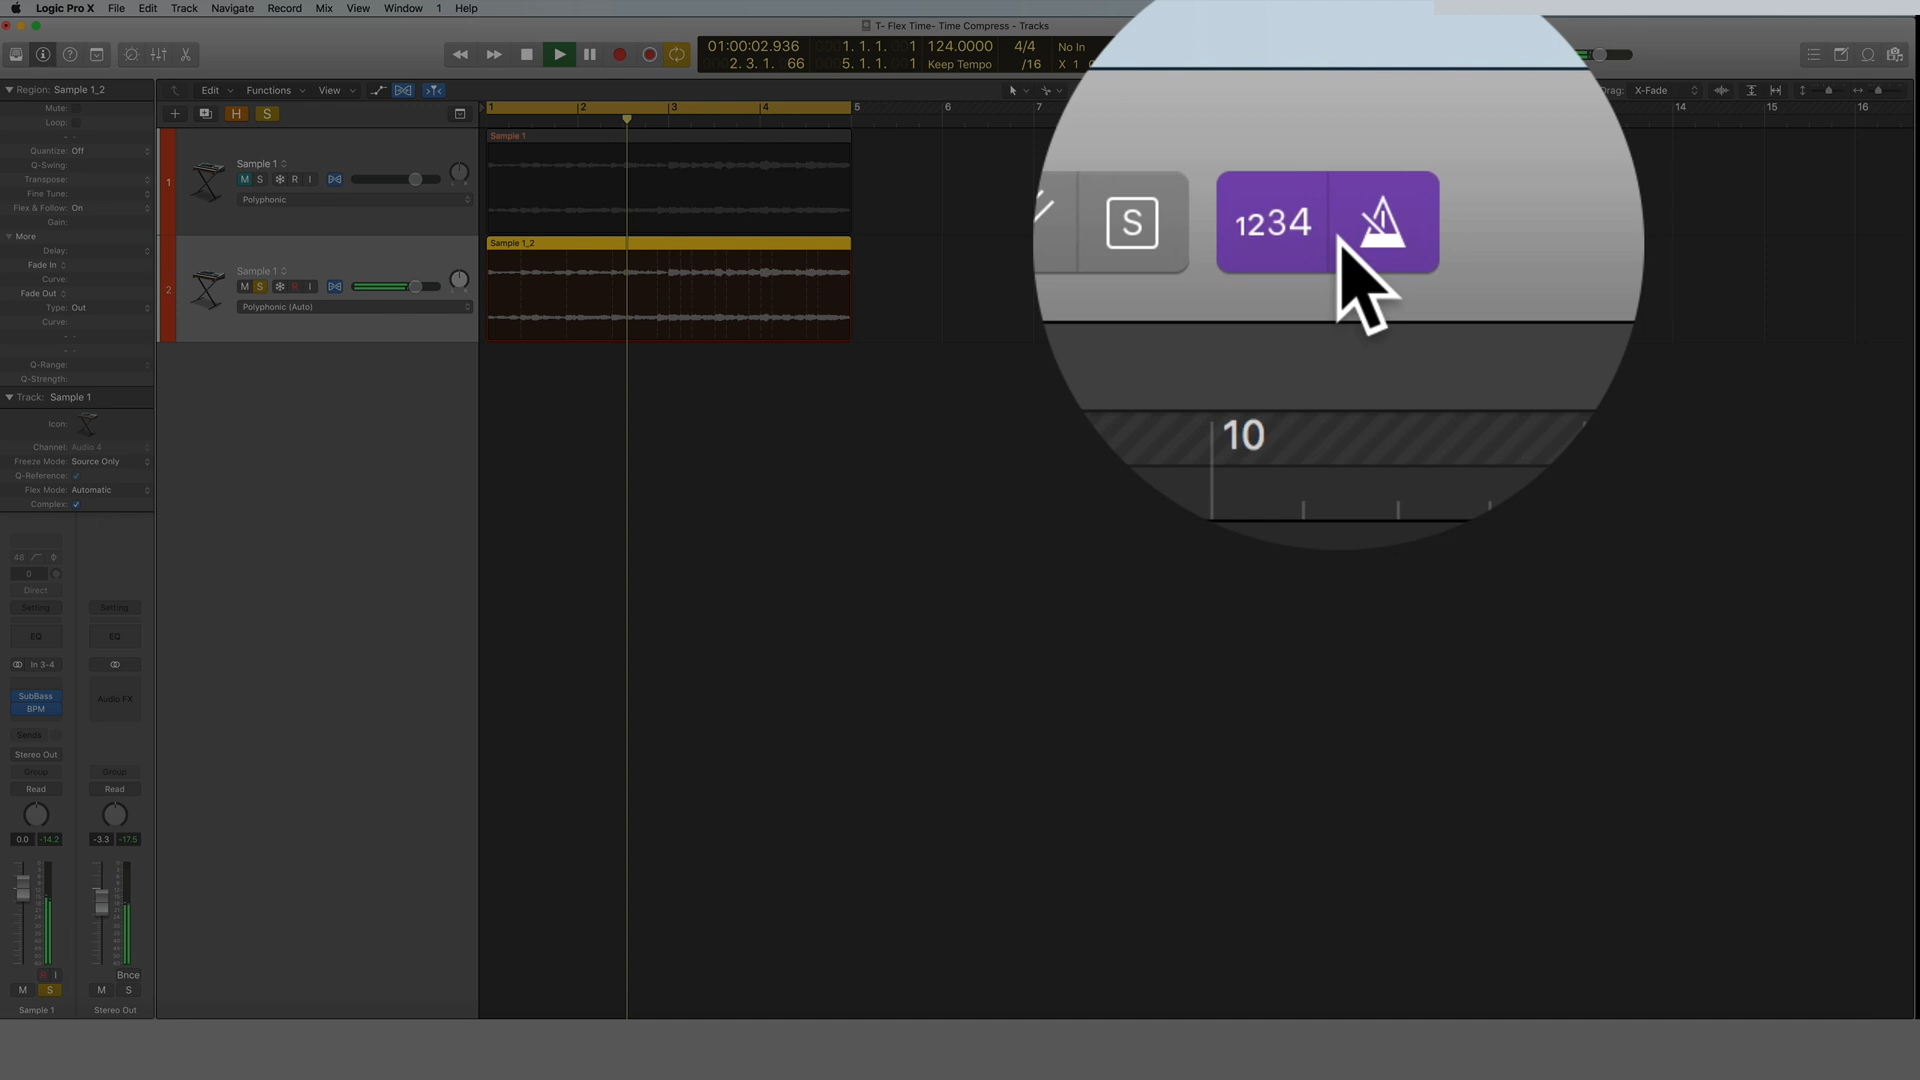 Logic Pro X File Edit Track Navigate Record Mix View Window 1 Help
T- Flex Time- Time Compress - Tracks
01:00:02.936 1. 1. 1. 1 124.0000 4/4 No In
2. 3. 1. 66 5. 1. 1. 1 Keep Tempo /16 X 1
Region: Sample 1_2
Edit Functions View
Drag: X-Fade
H S
1 2 3 4 5 6 7 14 15 16
Mute:
Loop:
Quantize: Off
Q-Swing:
Transpose:
Fine Tune:
Flex & Follow: On
Gain:
More
Delay:
Fade In
Curve:
Fade Out
Type: Out
Curve:
Q-Range:
Q-Strength:
Track: Sample 1
Icon:
Channel: Audio 4
Freeze Mode: Source Only
Q-Reference:
Flex Mode: Automatic
Complex:
1
Sample 1
M S R I
Polyphonic
Sample 1
2
Sample 1
M S R I
Polyphonic (Auto)
Sample 1_2
S 1234
10
48
0
Direct
Setting Setting
EQ EQ
In 3-4
SubBass
BPM
Audio FX
Sends
Stereo Out
Group Group
Read Read
0.0 -14.2 -3.3 -17.5
R I Bnce
M S M S
Sample 1 Stereo Out